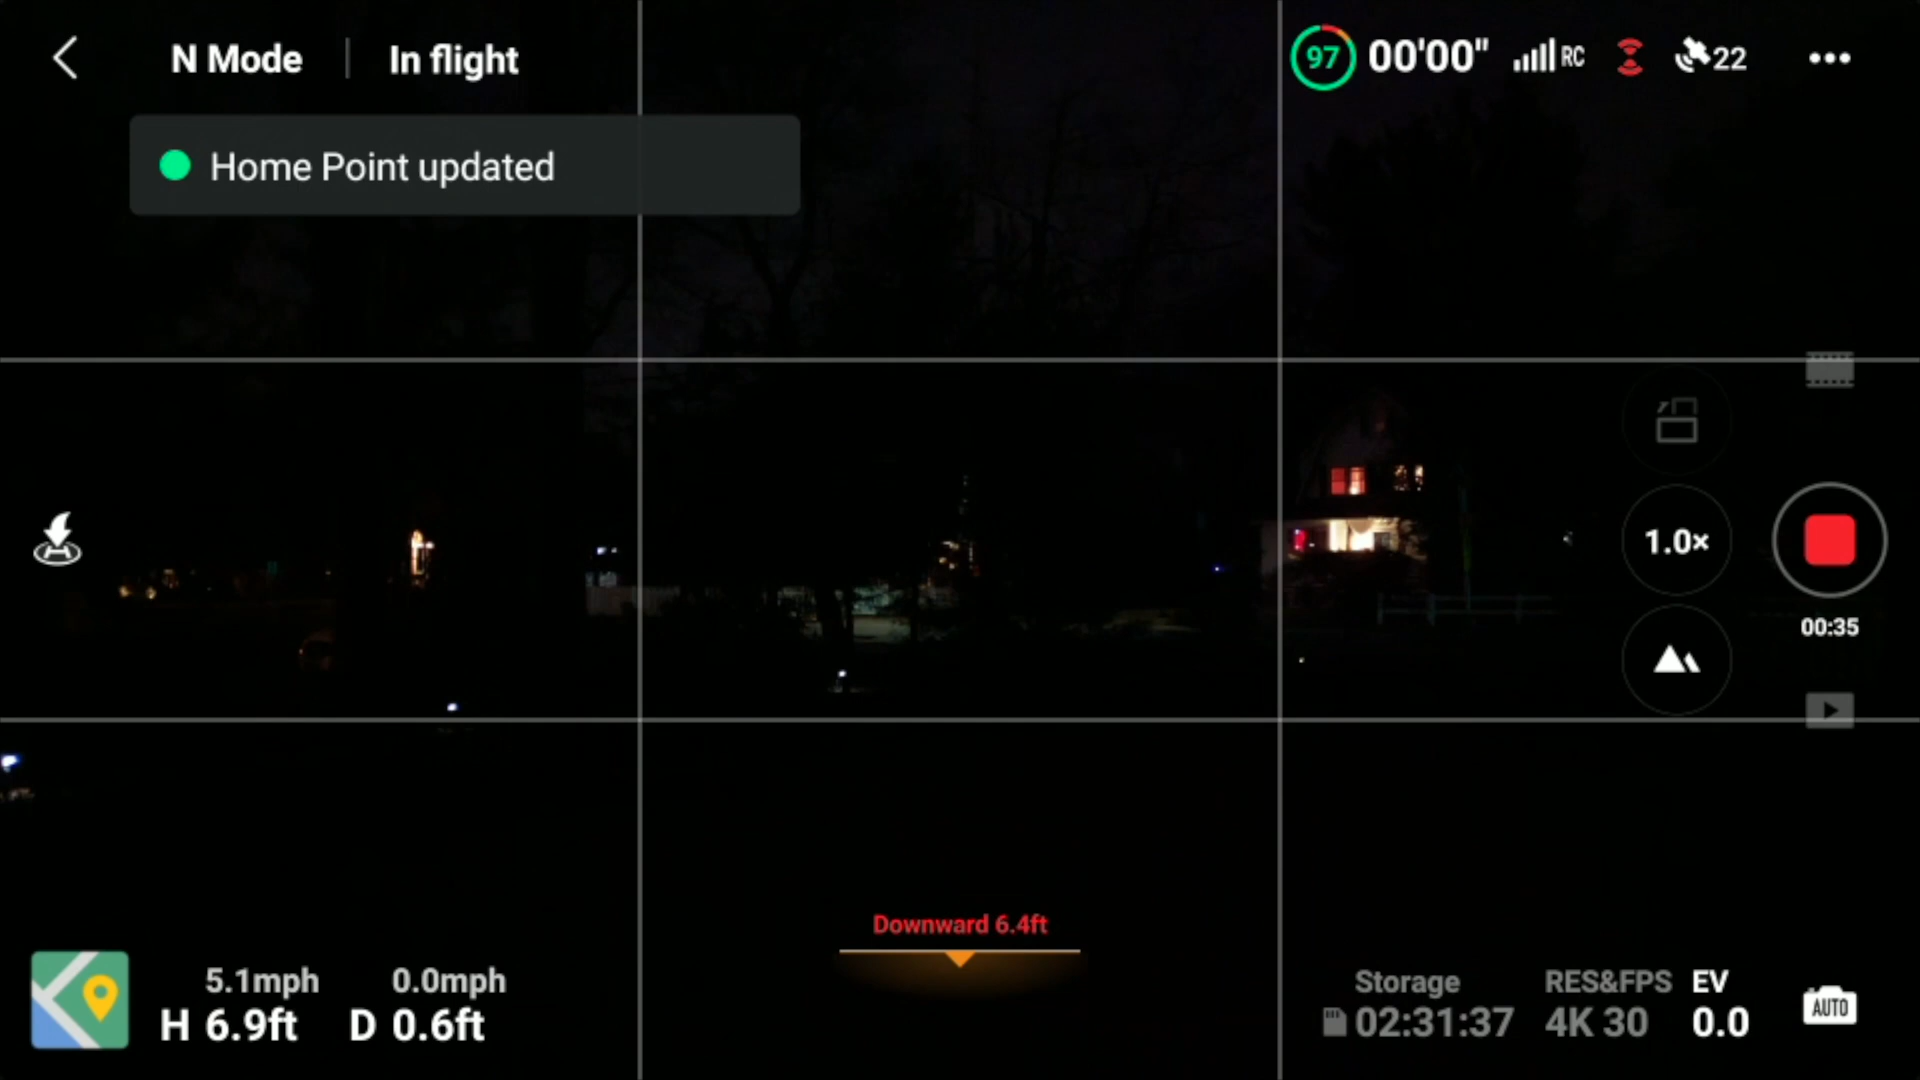 N Mode | In flight
97 00'00" RC 22
Home Point updated
1.0×
00:35
Downward 6.4ft
5.1mph 0.0mph
H 6.9ft D 0.6ft
Storage RES&FPS EV
02:31:37 4K 30 0.0
AUTO